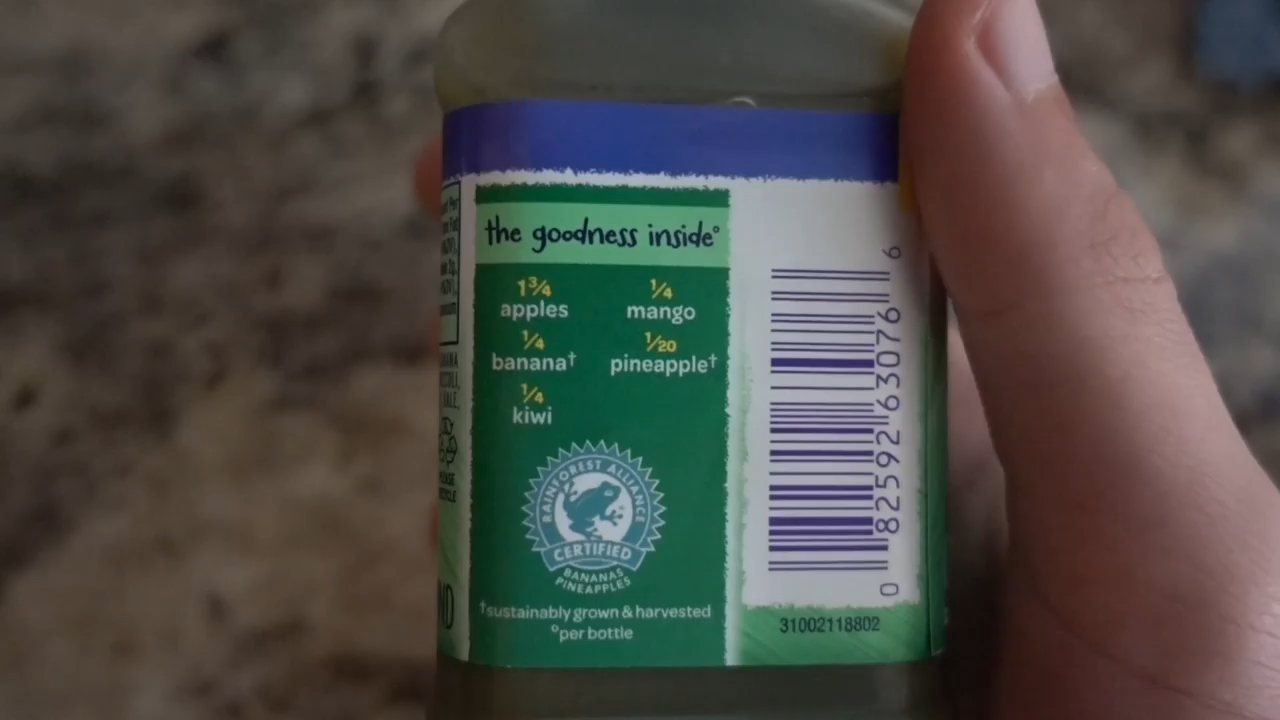 the goodness inside°
1¾ apples
¼ mango
¼ banana†
1/20 pineapple†
¼ kiwi
RAINFOREST ALLIANCE
CERTIFIED
BANANAS
PINEAPPLES
†sustainably grown & harvested
°per bottle
0 82592 63076 6
31002118802